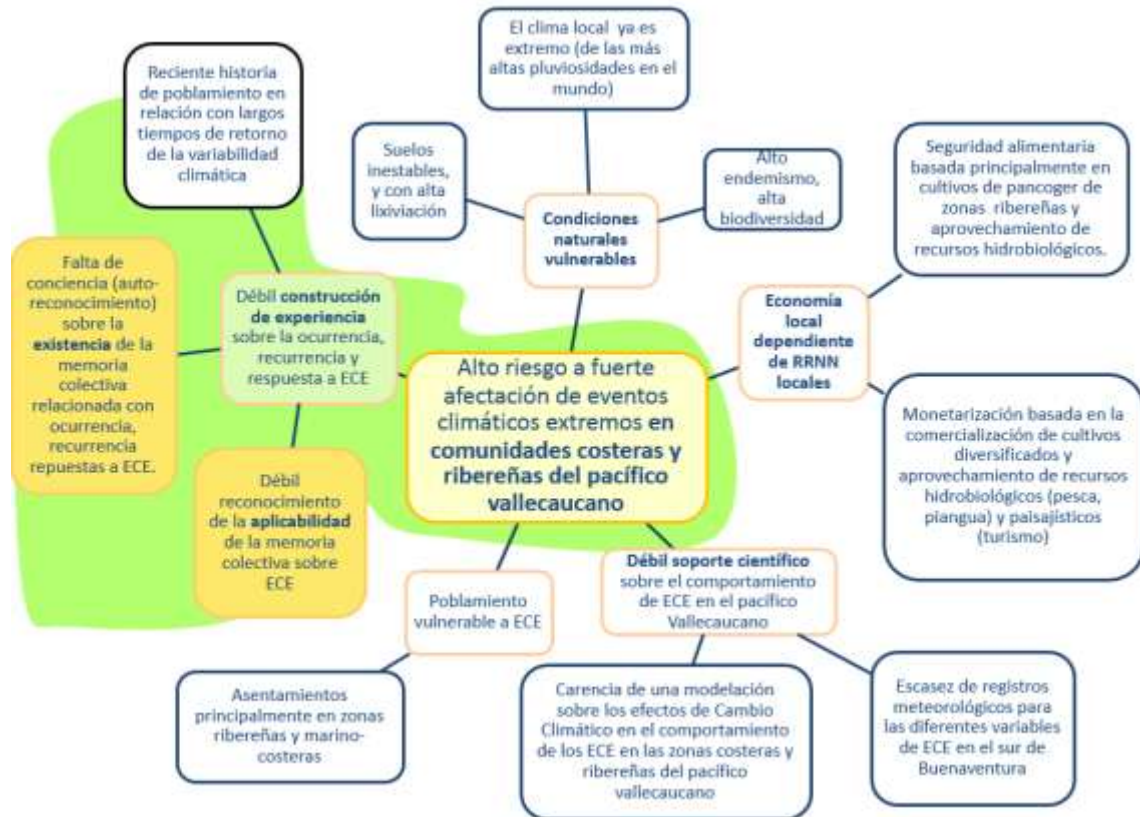 El clima local ya es
extremo (de las más
altas pluviosidades en el
mundo)
Reciente historia
de poblamiento en
relación con largos
tiempos de retorno
de la variabilidad
climática
Suelos
inestables,
y con alta
lixiviación
Alto
endemismo,
alta
biodiversidad
Condiciones
naturales
vulnerables
Seguridad alimentaria
basada principalmente en
cultivos de pancoger de
zonas ribereñas y
aprovechamiento de
recursos hidrobiológicos.
Falta de
conciencia (auto-
reconocimiento)
sobre la
existencia de la
memoria
colectiva
relacionada con
ocurrencia,
recurrencia
repuestas a ECE.
Débil construcción
de experiencia
sobre la ocurrencia,
recurrencia y
respuesta a ECE
Economía
local
dependiente
de RRNN
locales
Alto riesgo a fuerte
afectación de eventos
climáticos extremos en
comunidades costeras y
ribereñas del pacífico
vallecaucano
Monetarización basada en la
comercialización de cultivos
diversificados y
aprovechamiento de recursos
hidrobiológicos (pesca,
piangua) y paisajísticos
(turismo)
Débil
reconocimiento
de la aplicabilidad
de la memoria
colectiva sobre
ECE
Poblamiento
vulnerable a ECE
Débil soporte científico
sobre el comportamiento
de ECE en el pacífico
Vallecaucano
Asentamientos
principalmente en zonas
ribereñas y marino-
costeras
Carencia de una modelación
sobre los efectos de Cambio
Climático en el comportamiento
de los ECE en las zonas costeras y
ribereñas del pacífico
vallecaucano
Escasez de registros
meteorológicos para
las diferentes variables
de ECE en el sur de
Buenaventura